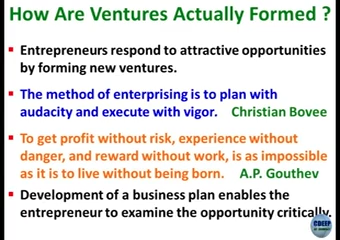 How Are Ventures Actually Formed ?
Entrepreneurs respond to attractive opportunities
by forming new ventures.
The method of enterprising is to plan with
audacity and execute with vigor. Christian Bovee
To get profit without risk, experience without
danger, and reward without work, is as impossible
as it is to live without being born. A.P. Gouthev
Development of a business plan enables the
entrepreneur to examine the opportunity critically.
CDEEP